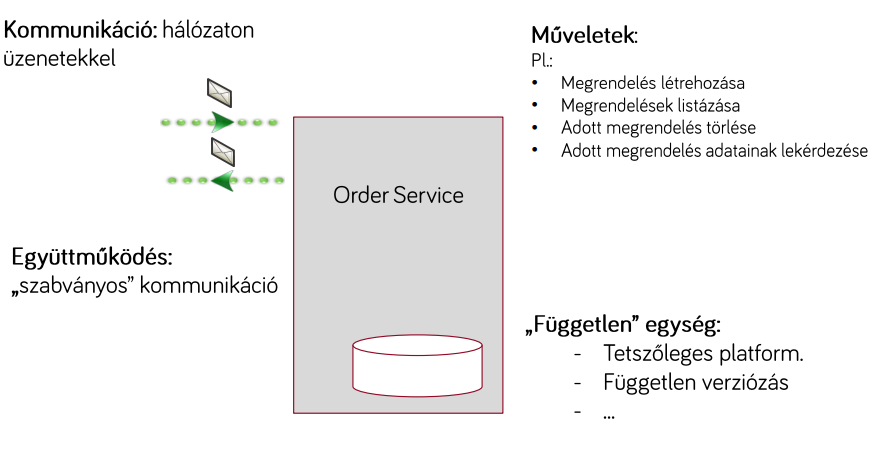 Kommunikáció: hálózaton
üzenetekkel
Műveletek:
Pl.:
• Megrendelés létrehozása
• Megrendelések listázása
• Adott megrendelés törlése
• Adott megrendelés adatainak lekérdezése
Order Service
Együttműködés:
„szabványos” kommunikáció
„Független” egység:
- Tetszőleges platform.
- Független verziózás
- ...